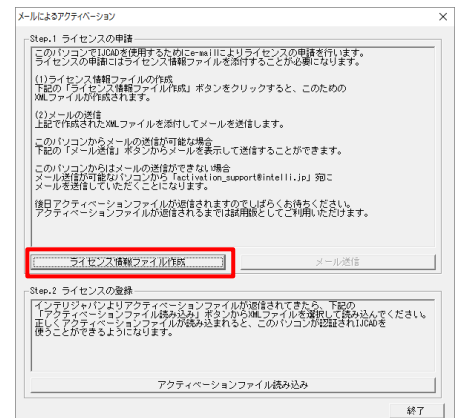 メールによるアクティベーション
Step.1 ライセンスの申請
このパソコンでIJCADを使用するためにe-mailによりライセンスの申請を行います。
ライセンスの申請にはライセンス情報ファイルを添付することが必要になります。
(1)ライセンス情報ファイルの作成
下記の「ライセンス情報ファイル作成」ボタンをクリックすると、このための
XMLファイルが作成されます。
(2)メールの送信
上記で作成されたXMLファイルを添付してメールを送信します。
このパソコンからメールの送信が可能な場合
下記の「メール送信」ボタンからメールを表示して送信することができます。
このパソコンからはメールの送信ができない場合
メール送信が可能なパソコンから「activation_support@intelli.jp」宛に
メールを送信していただくことになります。
後日アクティベーションファイルが返信されますのでしばらくお待ちください。
アクティベーションファイルが返信されるまでは試用版としてご利用いただけます。
ライセンス情報ファイル作成
メール送信
Step.2 ライセンスの登録
インテリジャパンよりアクティベーションファイルが返信されてきたら、下記の
「アクティベーションファイル読み込み」ボタンからXMLファイルを選択して読み込んでください。
正しくアクティベーションファイルが読み込まれると、このパソコンが認証されIJCADを
使うことができるようになります。
アクティベーションファイル読み込み
終了